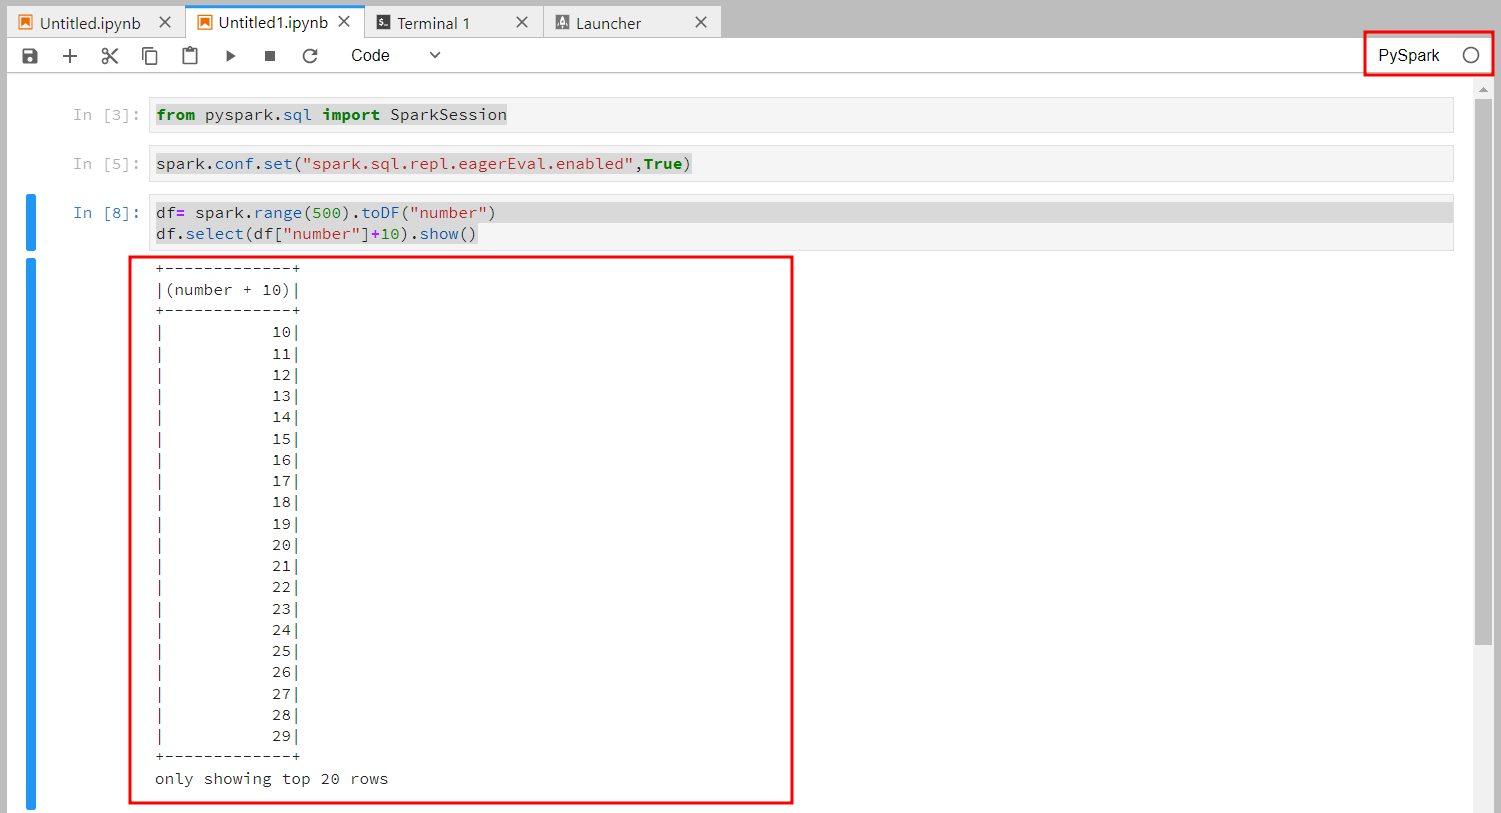 Untitled.ipynb Untitled1.ipynb Terminal 1 Launcher
Code PySpark
In [3]: from pyspark.sql import SparkSession
In [5]: spark.conf.set("spark.sql.repl.eagerEval.enabled",True)
In [8]: df= spark.range(500).toDF("number")
df.select(df["number"]+10).show()
+-------------+
|(number + 10)|
+-------------+
|           10|
|           11|
|           12|
|           13|
|           14|
|           15|
|           16|
|           17|
|           18|
|           19|
|           20|
|           21|
|           22|
|           23|
|           24|
|           25|
|           26|
|           27|
|           28|
|           29|
+-------------+
only showing top 20 rows